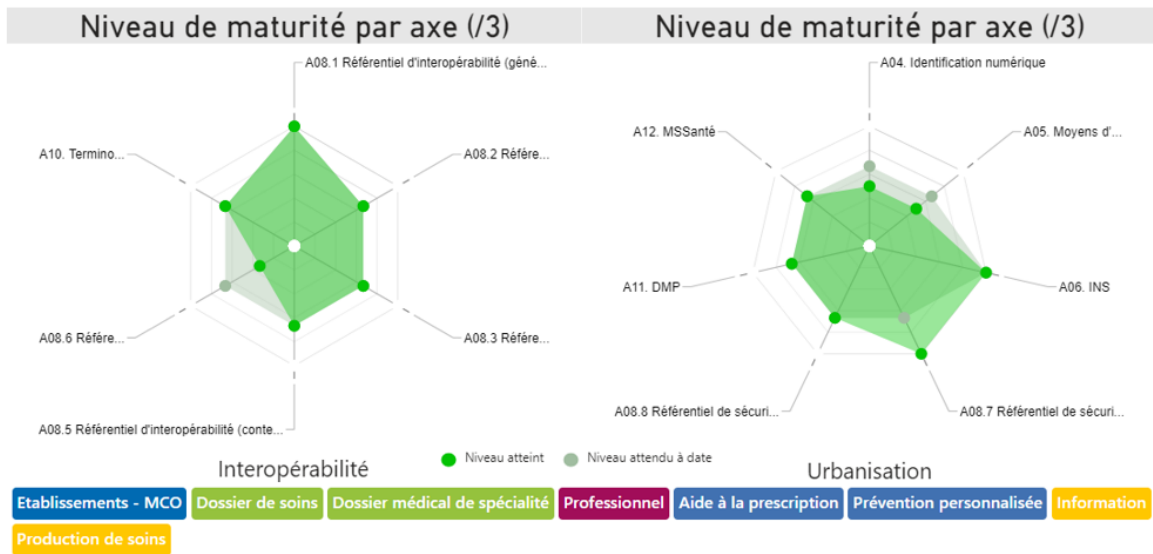 Niveau de maturité par axe (/3)
A08.1 Référentiel d'interopérabilité (géné...
A10. Termino...
A08.2 Référe...
A08.6 Référe...
A08.3 Référe...
A08.5 Référentiel d'interopérabilité (conte...
Interopérabilité
Niveau de maturité par axe (/3)
A04. Identification numérique
A12. MSSanté
A05. Moyens d'...
A11. DMP
A06. INS
A08.8 Référentiel de sécuri...
A08.7 Référentiel de sécuri...
Niveau atteint
Niveau attendu à date
Urbanisation
Etablissements - MCO
Dossier de soins
Dossier médical de spécialité
Professionnel
Aide à la prescription
Prévention personnalisée
Information
Production de soins